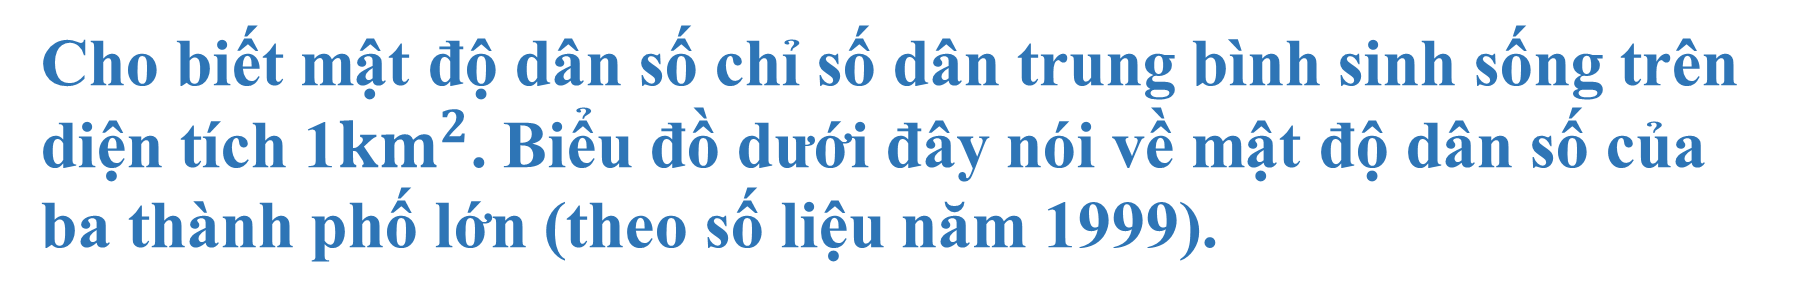 Cho biết mật độ dân số chỉ số dân trung bình sinh sống trên
diện tích 1km². Biểu đồ dưới đây nói về mật độ dân số của
ba thành phố lớn (theo số liệu năm 1999).